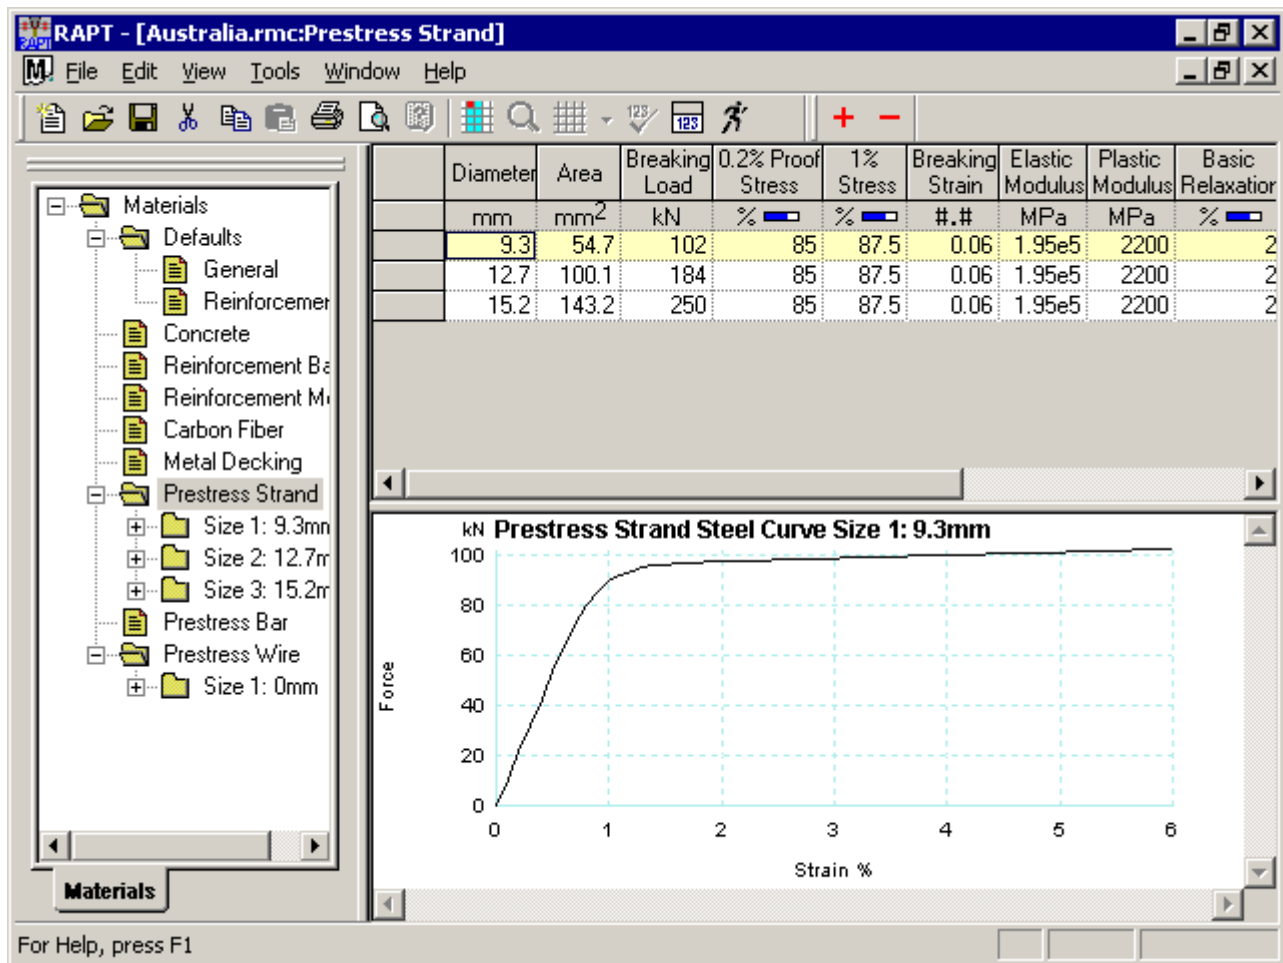 RAPT - [Australia.rmc:Prestress Strand]
File Edit View Tools Window Help
Materials
Defaults
General
Reinforcemer
Concrete
Reinforcement Ba
Reinforcement M
Carbon Fiber
Metal Decking
Prestress Strand
Size 1: 9.3mm
Size 2: 12.7m
Size 3: 15.2m
Prestress Bar
Prestress Wire
Size 1: 0mm
Materials
Diameter Area Breaking Load 0.2% Proof Stress 1% Stress Breaking Strain Elastic Modulus Plastic Modulus Basic Relaxation
mm mm2 kN % % #.# MPa MPa %
9.3 54.7 102 85 87.5 0.06 1.95e5 2200 2
12.7 100.1 184 85 87.5 0.06 1.95e5 2200 2
15.2 143.2 250 85 87.5 0.06 1.95e5 2200 2
kN Prestress Strand Steel Curve Size 1: 9.3mm
100
80
60
40
20
0
Force
0 1 2 3 4 5 6
Strain %
For Help, press F1